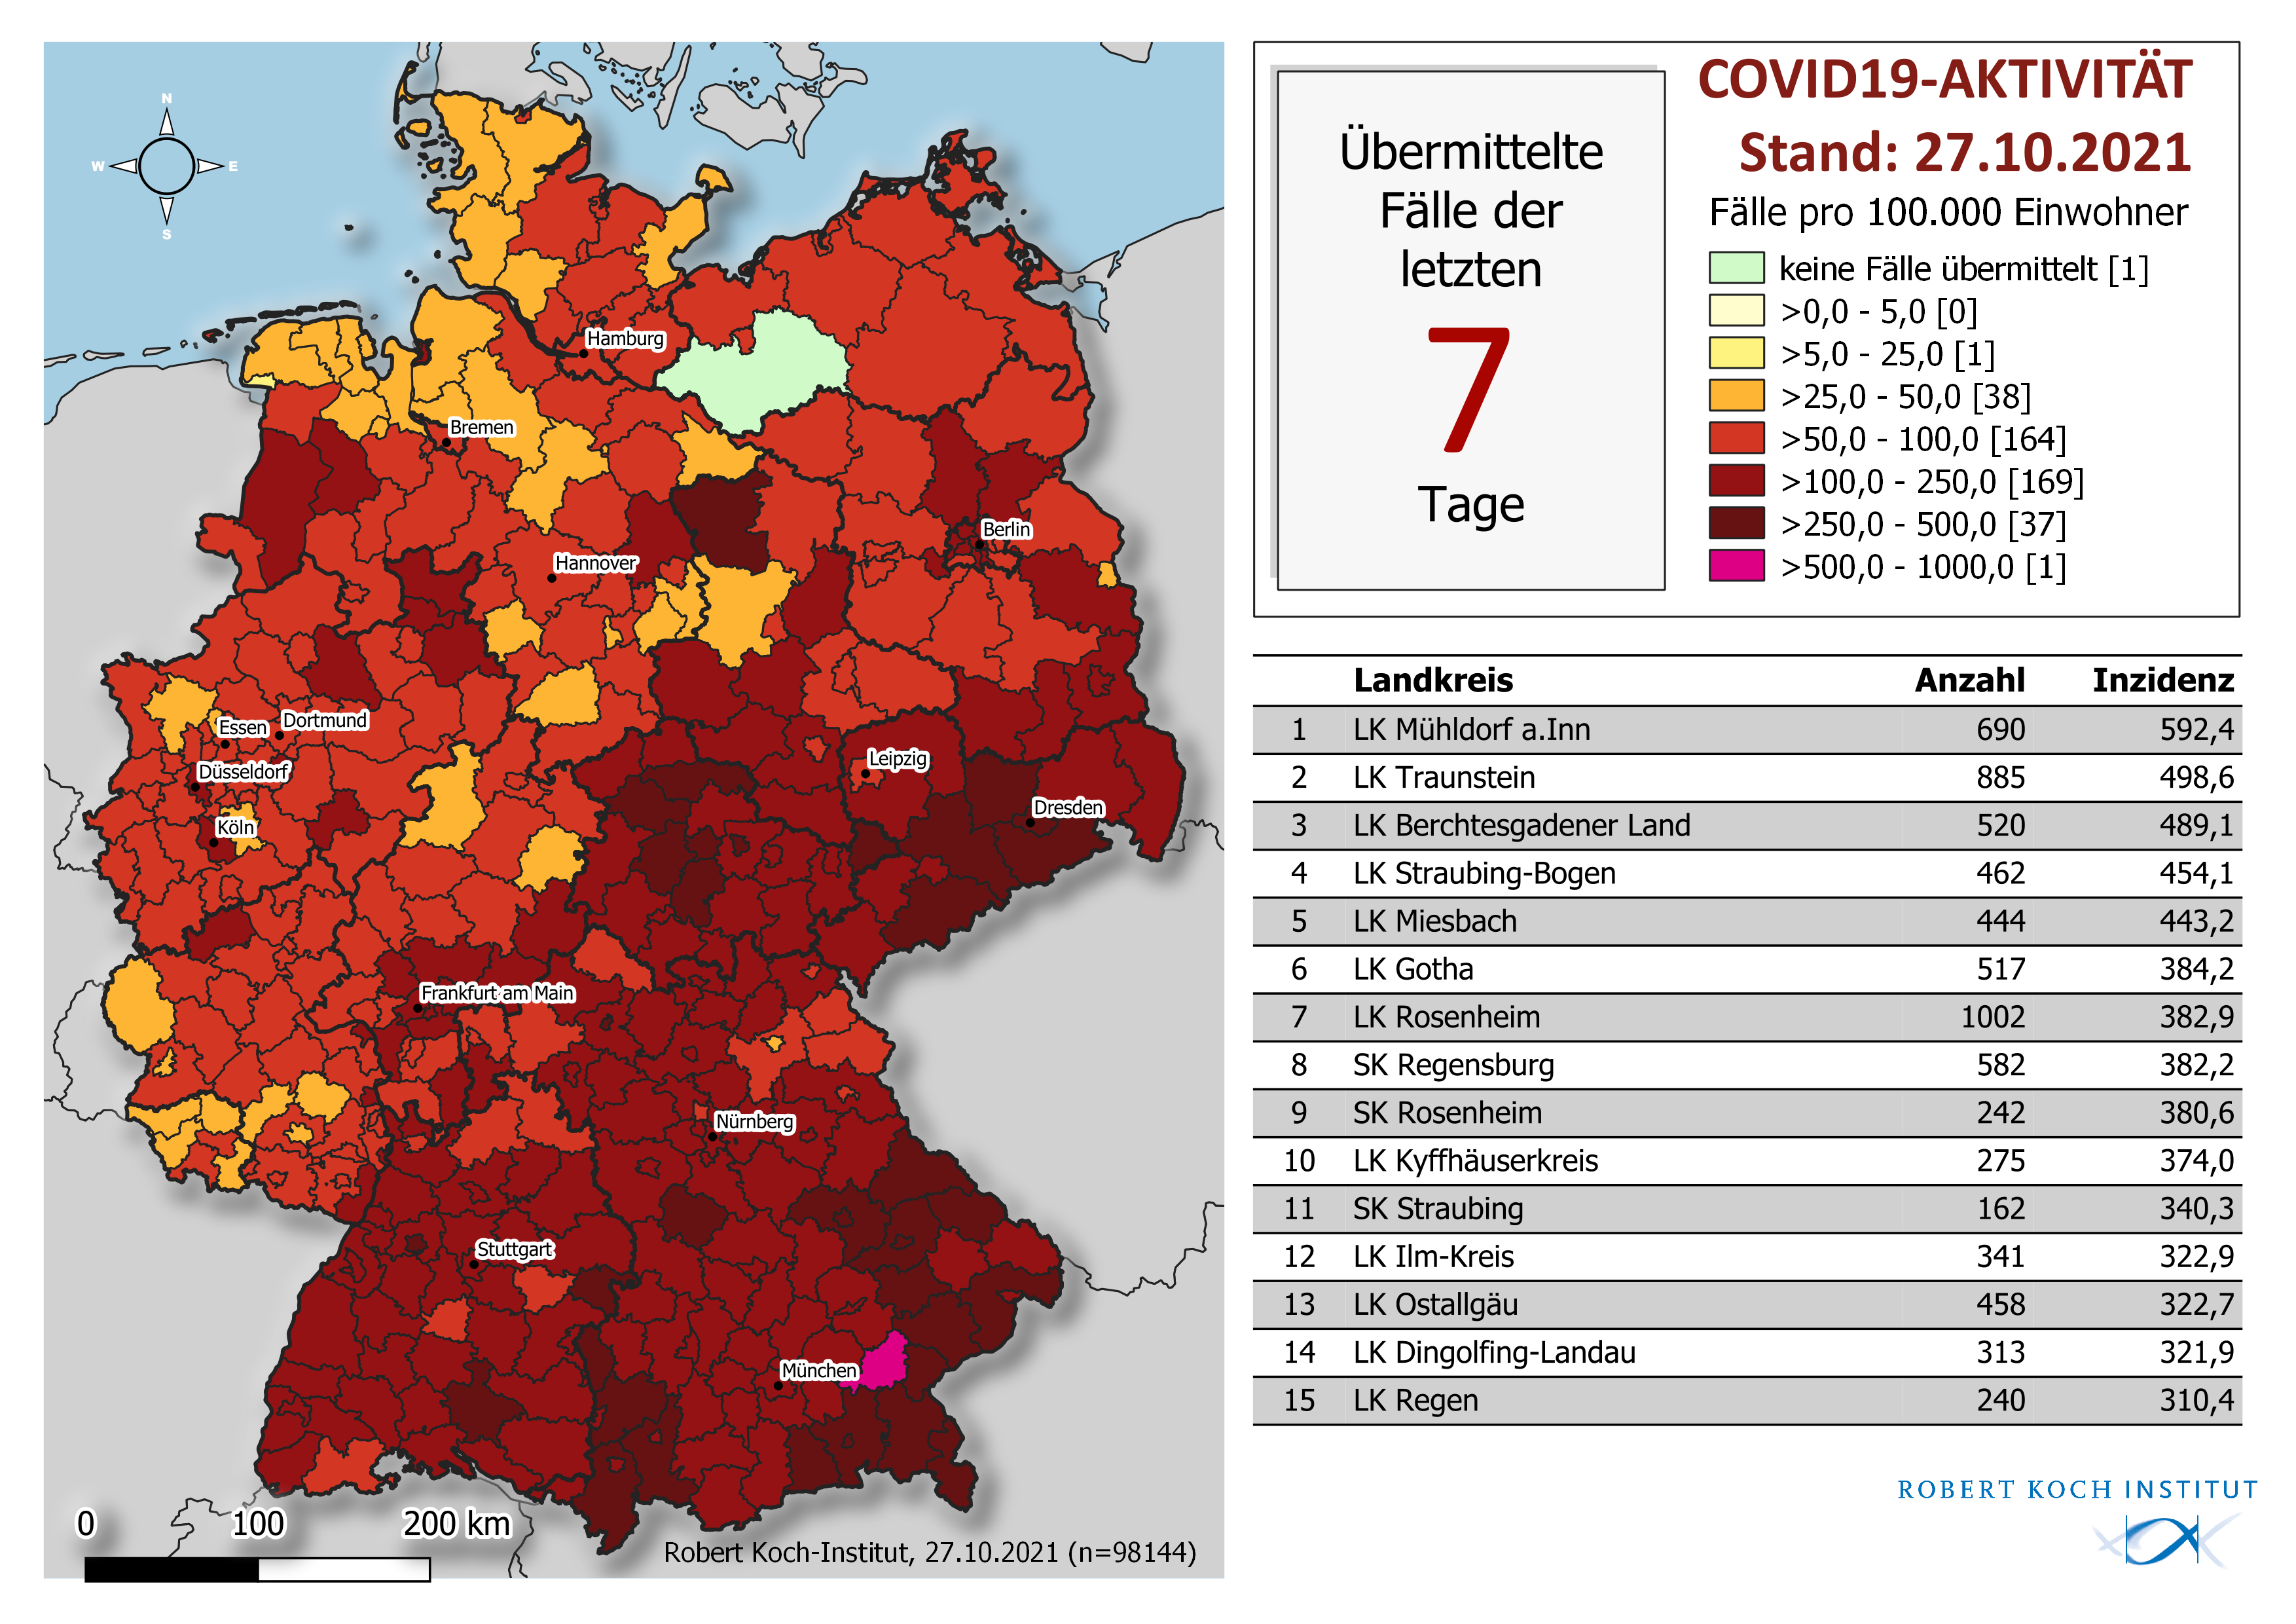 N
W
E
S
Hamburg
Bremen
Berlin
Hannover
Essen
Dortmund
Düsseldorf
Leipzig
Köln
Dresden
Frankfurt am Main
Nürnberg
Stuttgart
München
0 100 200 km
Robert Koch-Institut, 27.10.2021 (n=98144)
Übermittelte
Fälle der
letzten
7
Tage
COVID19-AKTIVITÄT
Stand: 27.10.2021
Fälle pro 100.000 Einwohner
keine Fälle übermittelt [1]
>0,0 - 5,0 [0]
>5,0 - 25,0 [1]
>25,0 - 50,0 [38]
>50,0 - 100,0 [164]
>100,0 - 250,0 [169]
>250,0 - 500,0 [37]
>500,0 - 1000,0 [1]
Landkreis Anzahl Inzidenz
1 LK Mühldorf a.Inn 690 592,4
2 LK Traunstein 885 498,6
3 LK Berchtesgadener Land 520 489,1
4 LK Straubing-Bogen 462 454,1
5 LK Miesbach 444 443,2
6 LK Gotha 517 384,2
7 LK Rosenheim 1002 382,9
8 SK Regensburg 582 382,2
9 SK Rosenheim 242 380,6
10 LK Kyffhäuserkreis 275 374,0
11 SK Straubing 162 340,3
12 LK Ilm-Kreis 341 322,9
13 LK Ostallgäu 458 322,7
14 LK Dingolfing-Landau 313 321,9
15 LK Regen 240 310,4
ROBERT KOCH INSTITUT